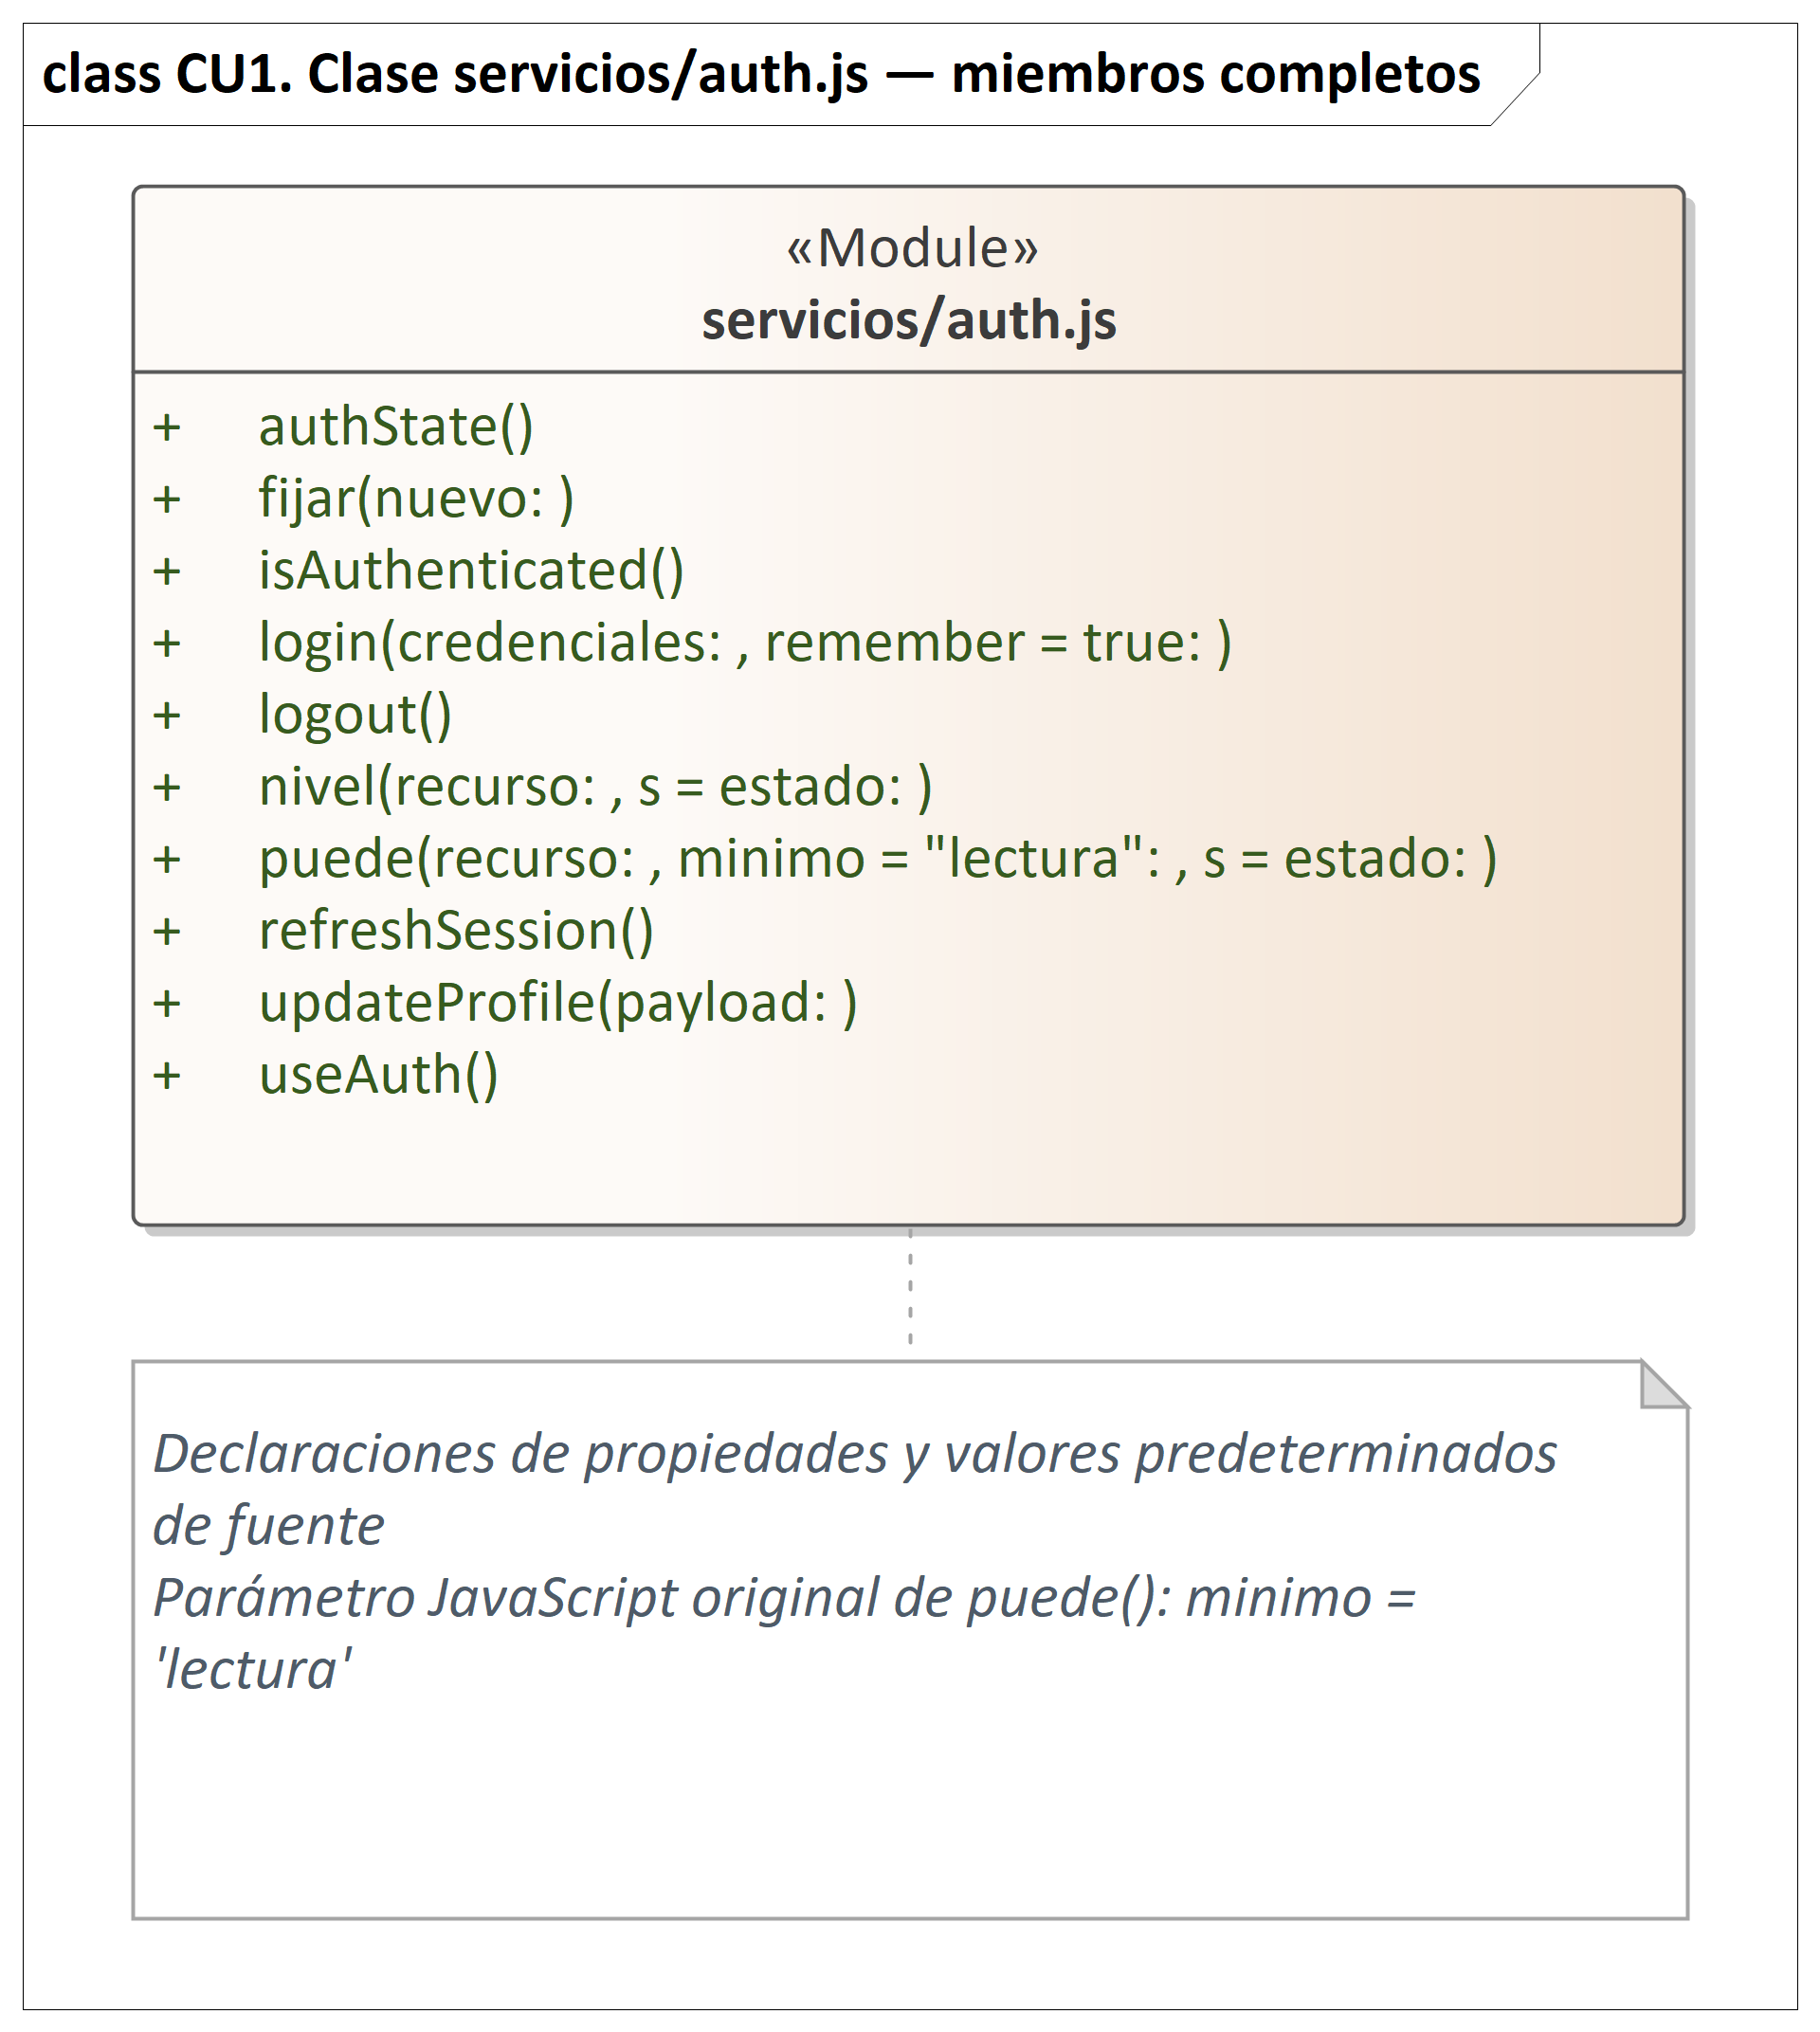 class CU1. Clase servicios/auth.js — miembros completos
«Module»
servicios/auth.js
+ authState()
+ fijar(nuevo: )
+ isAuthenticated()
+ login(credenciales: , remember = true: )
+ logout()
+ nivel(recurso: , s = estado: )
+ puede(recurso: , minimo = "lectura": , s = estado: )
+ refreshSession()
+ updateProfile(payload: )
+ useAuth()
Declaraciones de propiedades y valores predeterminados
de fuente
Parámetro JavaScript original de puede(): minimo =
'lectura'